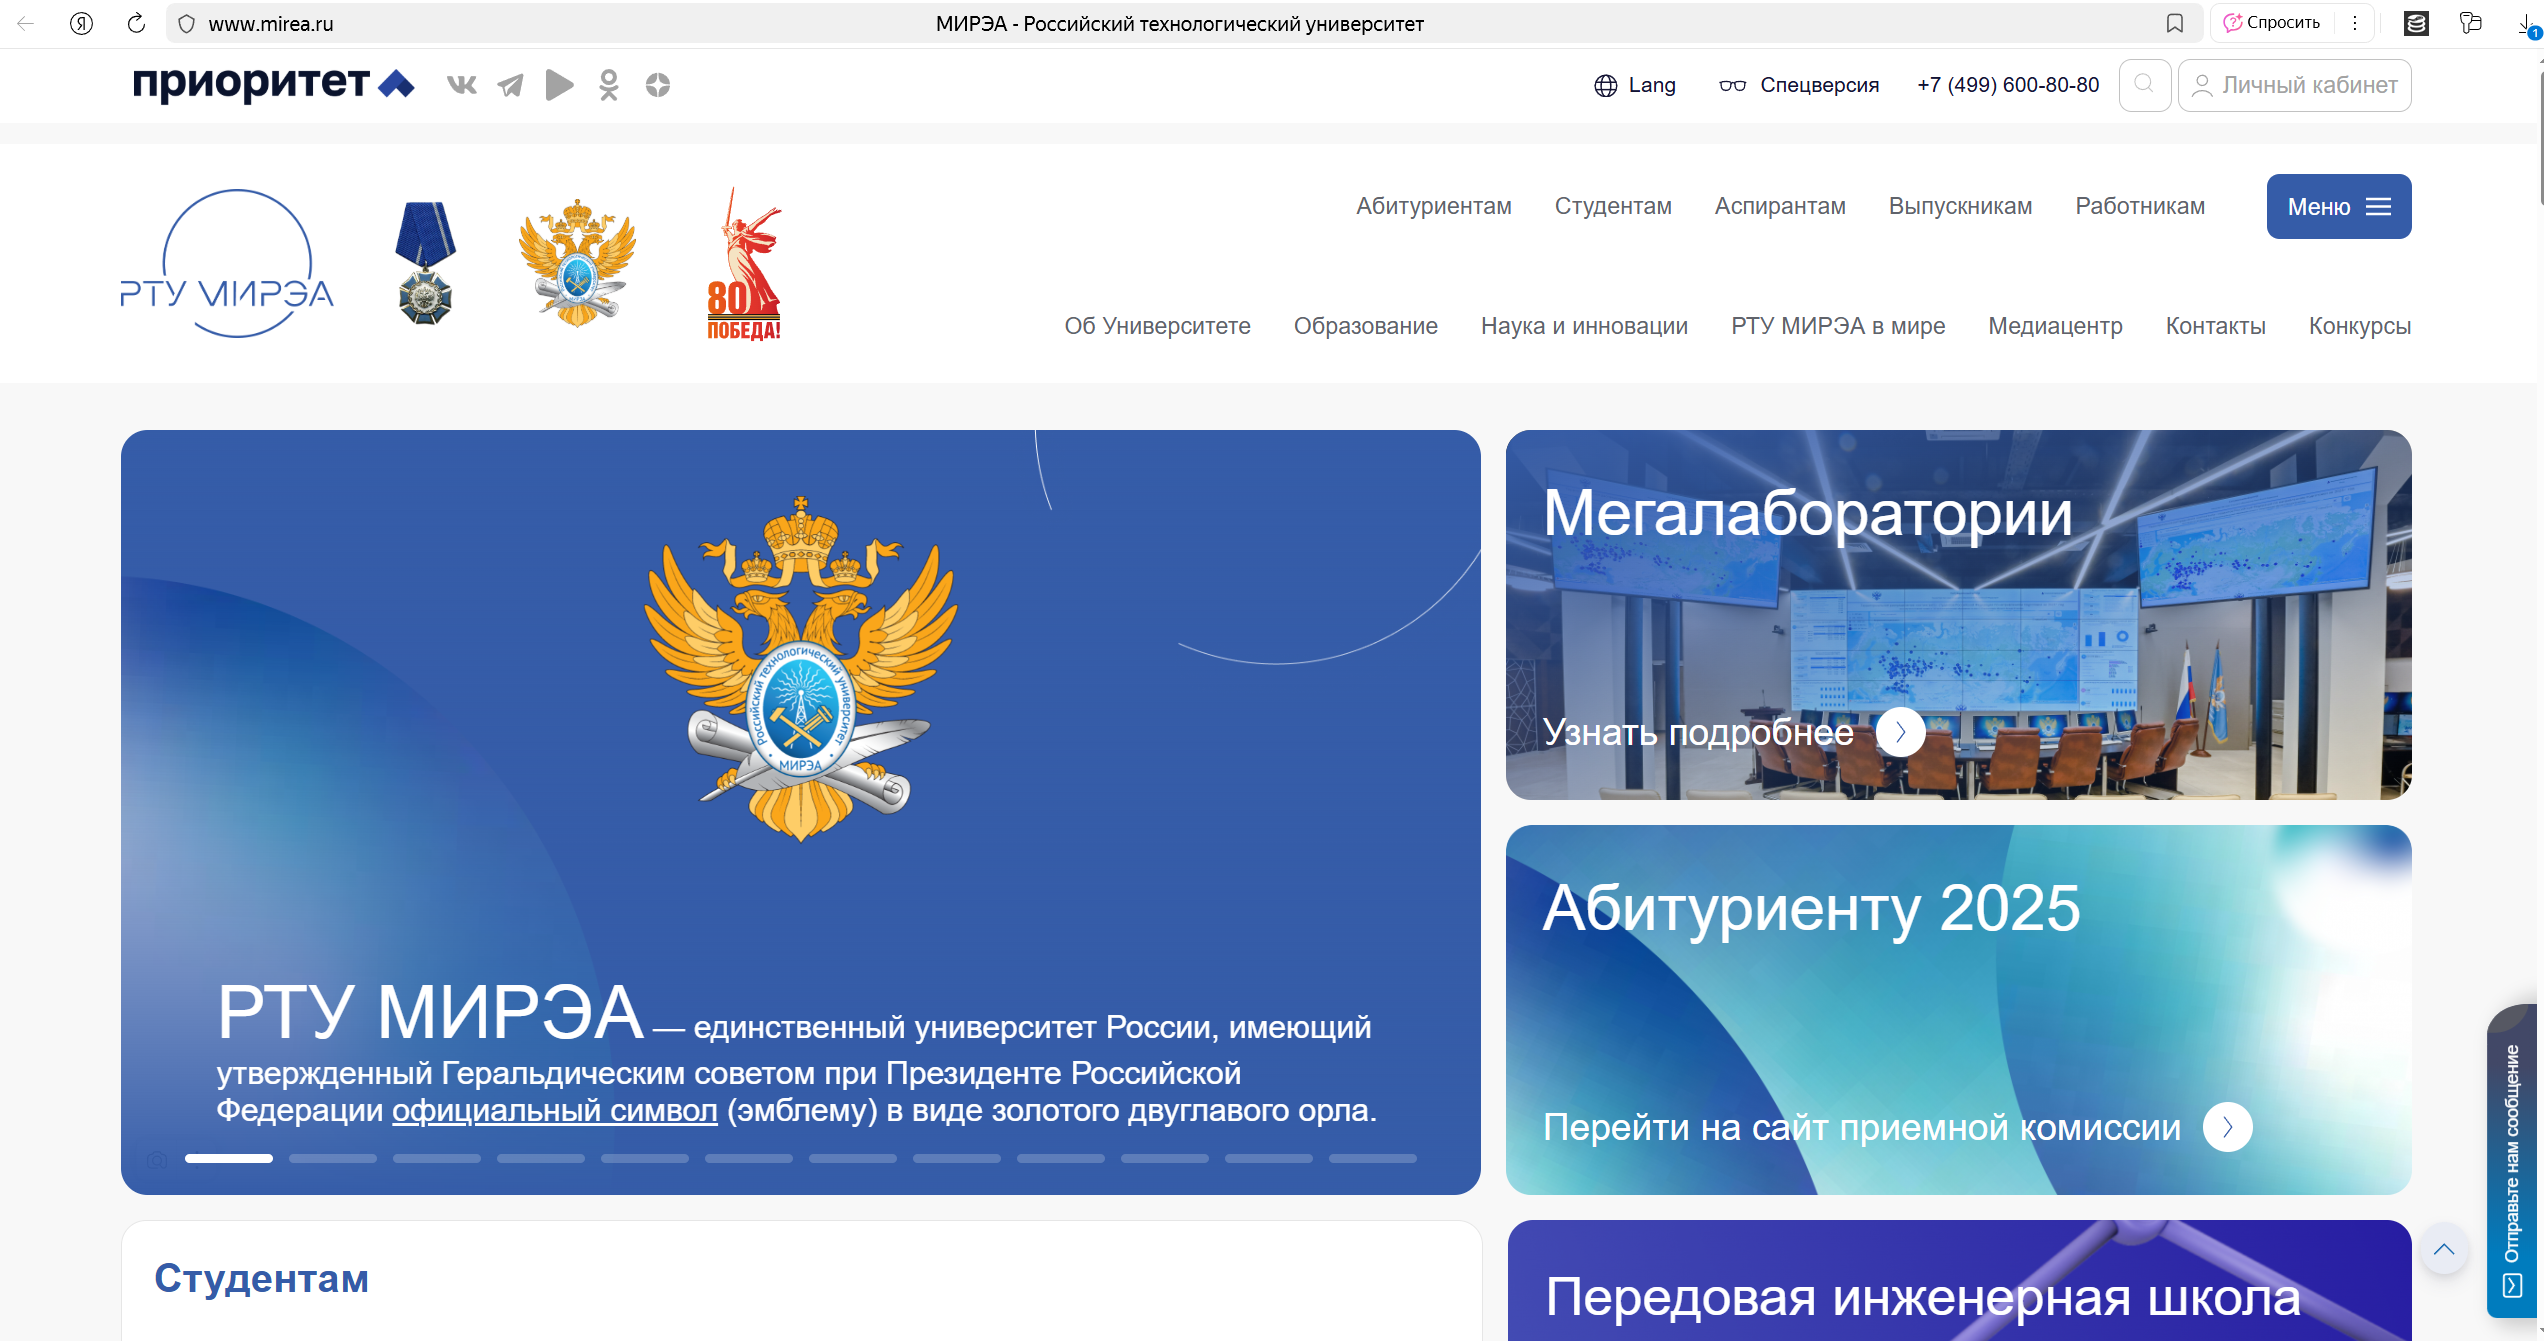 www.mirea.ru
МИРЭА - Российский технологический университет
Спросить
1
приоритет
Lang
Спецверсия
+7 (499) 600-80-80
Личный кабинет
РТУ МИРЭА
80
ПОБЕДА!
Абитуриентам
Студентам
Аспирантам
Выпускникам
Работникам
Меню
Об Университете
Образование
Наука и инновации
РТУ МИРЭА в мире
Медиацентр
Контакты
Конкурсы
Российский технологический университет
МИРЭА
РТУ МИРЭА — единственный университет России, имеющий
утвержденный Геральдическим советом при Президенте Российской
Федерации официальный символ (эмблему) в виде золотого двуглавого орла.
Мегалаборатории
Узнать подробнее
Абитуриенту 2025
Перейти на сайт приемной комиссии
Отправьте нам сообщение
Студентам
Передовая инженерная школа